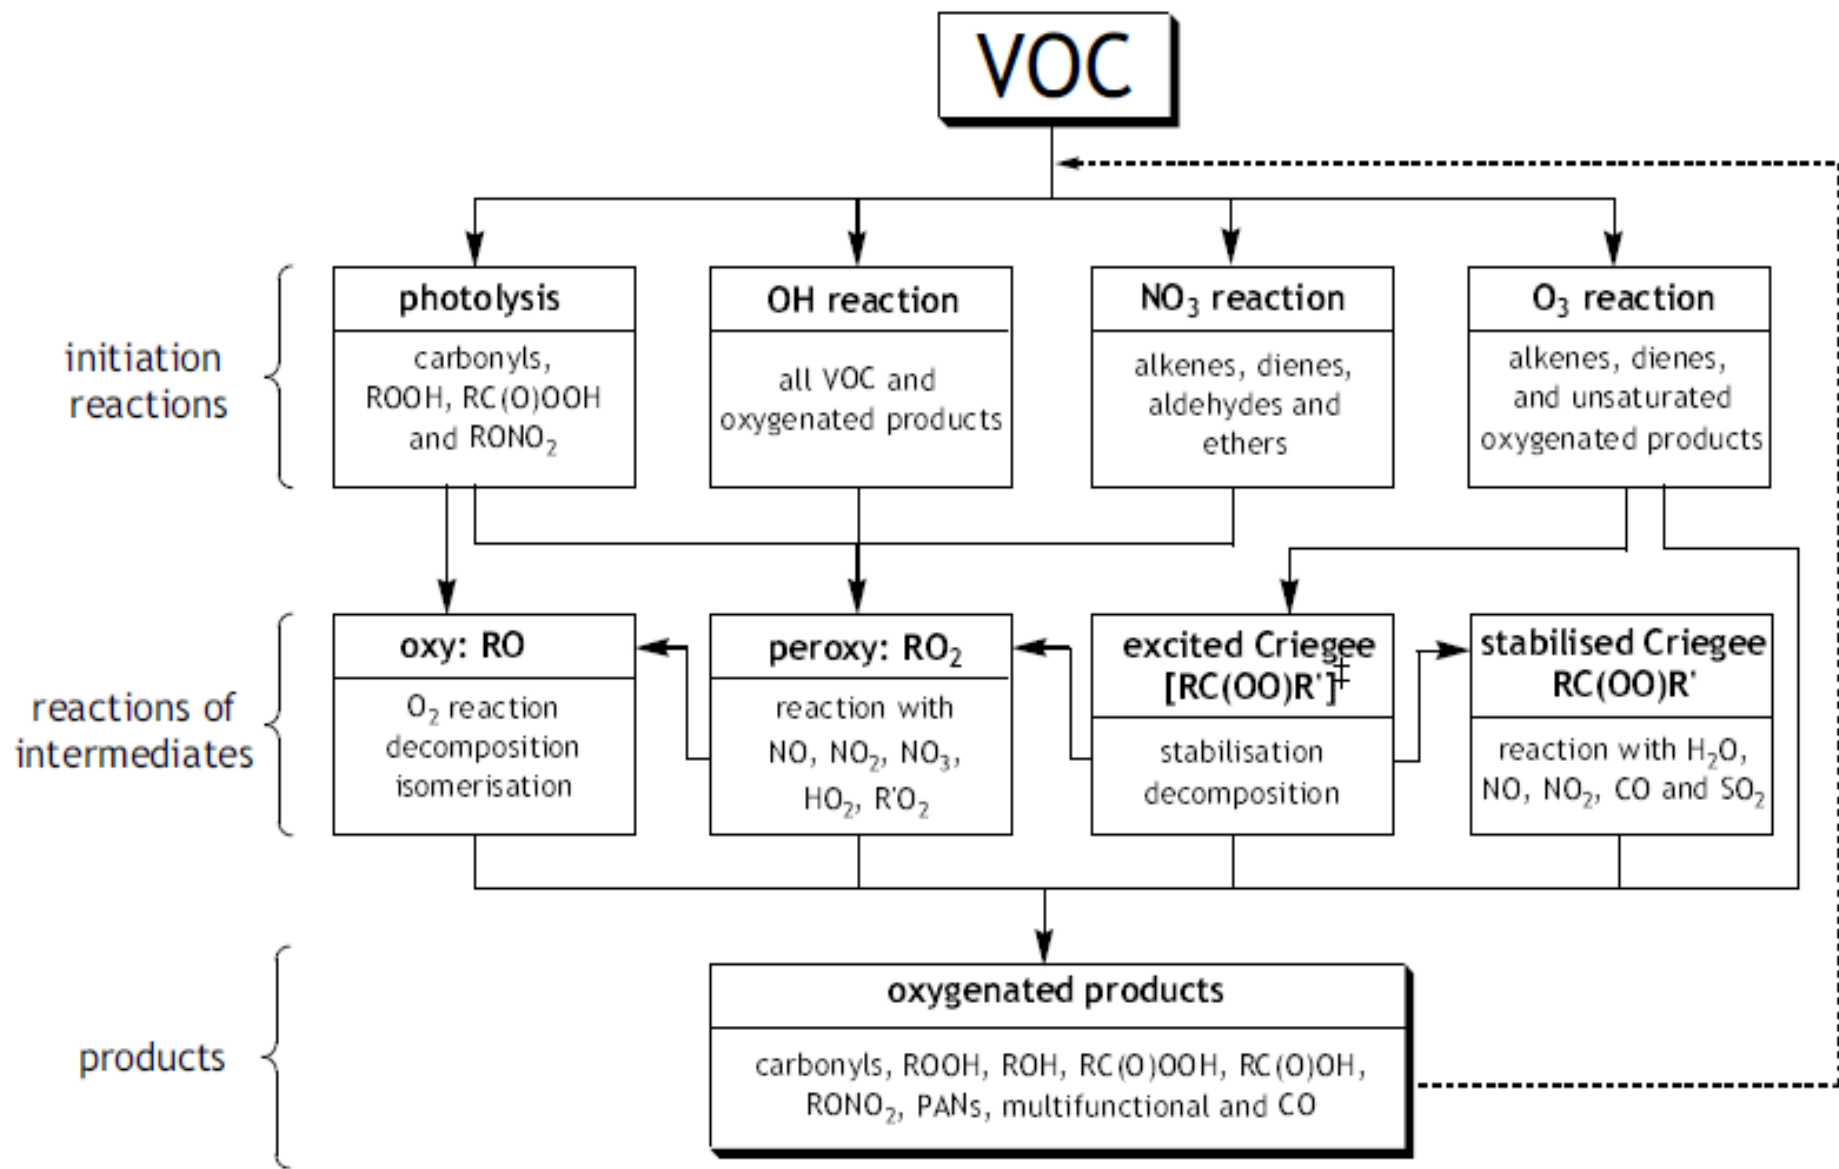 VOC
initiation
reactions
photolysis
carbonyls,
ROOH, RC(O)OOH
and RONO₂
OH reaction
all VOC and
oxygenated products
NO₃ reaction
alkenes, dienes,
aldehydes and
ethers
O₃ reaction
alkenes, dienes,
and unsaturated
oxygenated products
reactions of
intermediates
oxy: RO
O₂ reaction
decomposition
isomerisation
peroxy: RO₂
reaction with
NO, NO₂, NO₃,
HO₂, R'O₂
excited Criegee
[RC(OO)R']‡
stabilisation
decomposition
stabilised Criegee
RC(OO)R'
reaction with H₂O,
NO, NO₂, CO and SO₂
products
oxygenated products
carbonyls, ROOH, ROH, RC(O)OOH, RC(O)OH,
RONO₂, PANs, multifunctional and CO